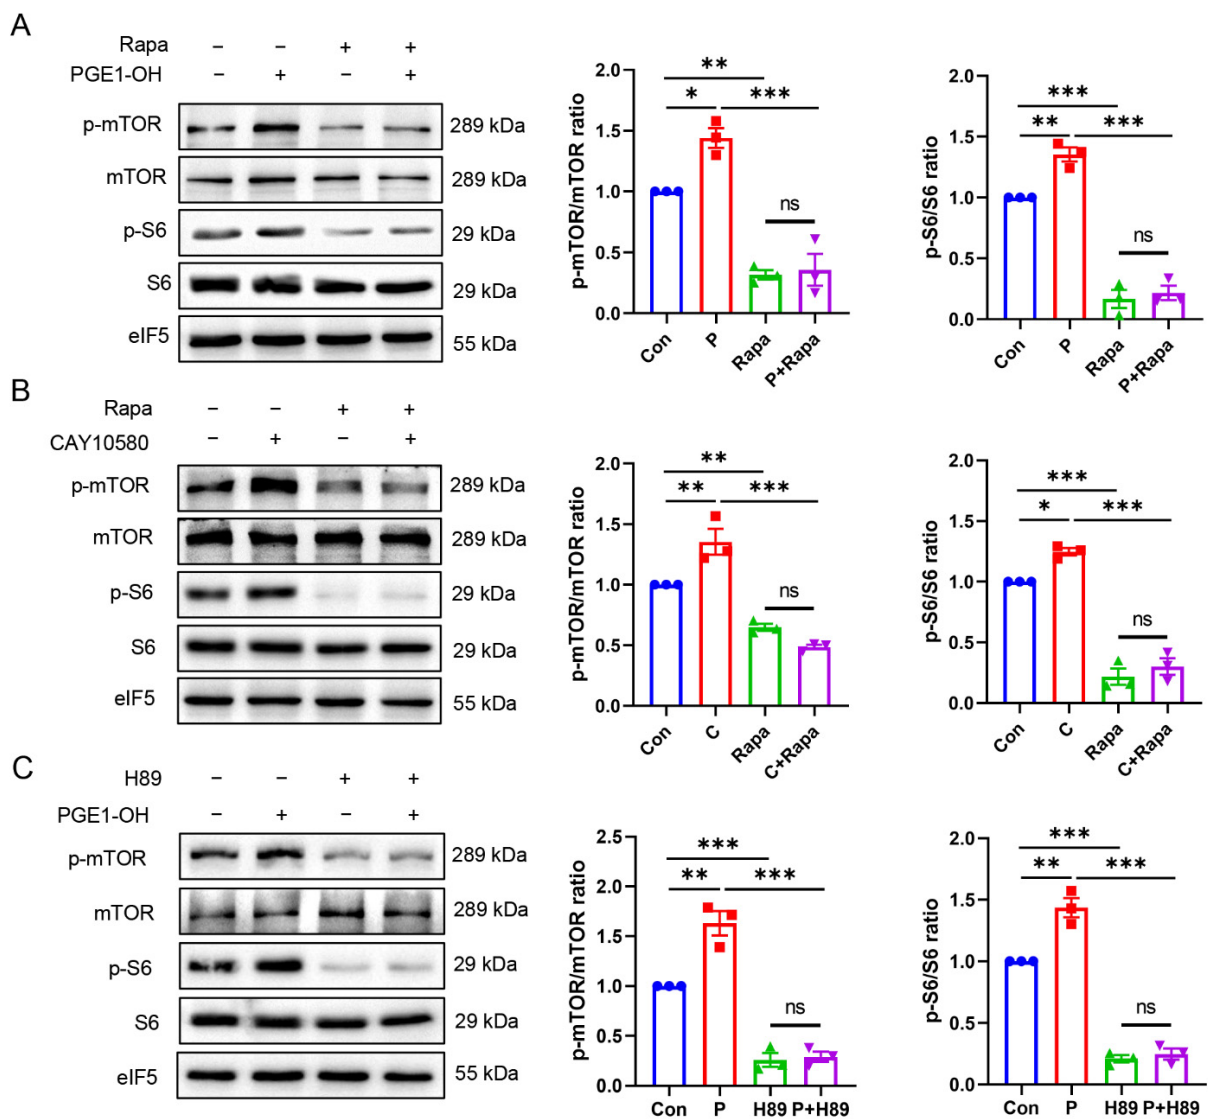 A
Rapa − − + +
PGE1-OH − + − +
p-mTOR 289 kDa
mTOR 289 kDa
p-S6 29 kDa
S6 29 kDa
eIF5 55 kDa
p-mTOR/mTOR ratio
2.0
1.5
1.0
0.5
0.0
**
* ***
ns
Con P Rapa P+Rapa
p-S6/S6 ratio
2.0
1.5
1.0
0.5
0.0
***
** ***
ns
Con P Rapa P+Rapa
B
Rapa − − + +
CAY10580 − + − +
p-mTOR 289 kDa
mTOR 289 kDa
p-S6 29 kDa
S6 29 kDa
eIF5 55 kDa
p-mTOR/mTOR ratio
2.0
1.5
1.0
0.5
0.0
**
** ***
ns
Con C Rapa C+Rapa
p-S6/S6 ratio
2.0
1.5
1.0
0.5
0.0
***
* ***
ns
Con C Rapa C+Rapa
C
H89 − − + +
PGE1-OH − + − +
p-mTOR 289 kDa
mTOR 289 kDa
p-S6 29 kDa
S6 29 kDa
eIF5 55 kDa
p-mTOR/mTOR ratio
2.5
2.0
1.5
1.0
0.5
0.0
***
** ***
ns
Con P H89 P+H89
p-S6/S6 ratio
2.0
1.5
1.0
0.5
0.0
***
** ***
ns
Con P H89 P+H89